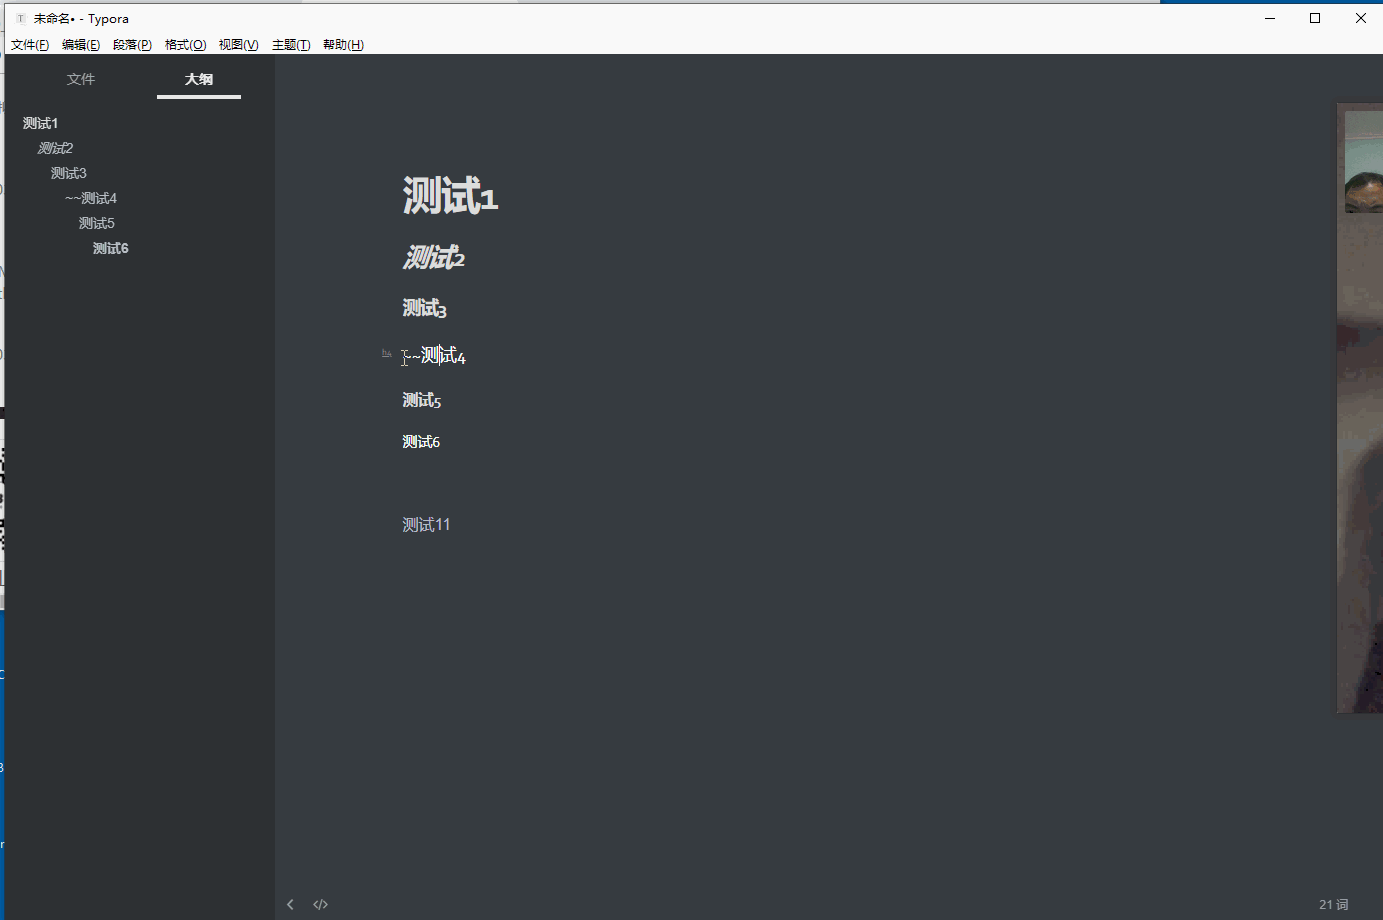 未命名• - Typora
文件(F) 编辑(E) 段落(P) 格式(O) 视图(V) 主题(T) 帮助(H)
文件 大纲
测试1
测试2
测试3
~~测试4
测试5
测试6
测试1
测试2
测试3
h4 ~~测试4
测试5
测试6
测试11
</> 21 词